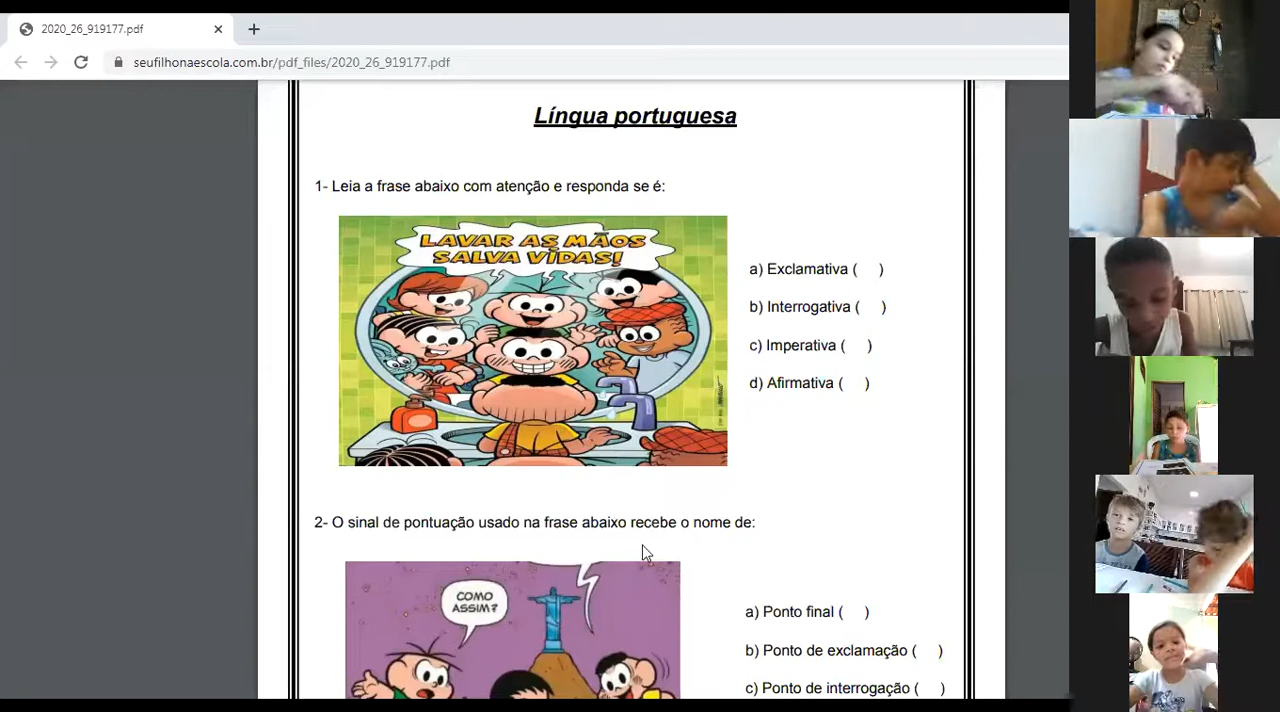 2020_26_919177.pdf
seufilhonaescola.com.br/pdf_files/2020_26_919177.pdf
Língua portuguesa
1- Leia a frase abaixo com atenção e responda se é:
LAVAR AS MÃOS
SALVA VIDAS!
a) Exclamativa ( )
b) Interrogativa ( )
c) Imperativa ( )
d) Afirmativa ( )
2- O sinal de pontuação usado na frase abaixo recebe o nome de:
COMO
ASSIM?
a) Ponto final ( )
b) Ponto de exclamação ( )
c) Ponto de interrogação ( )